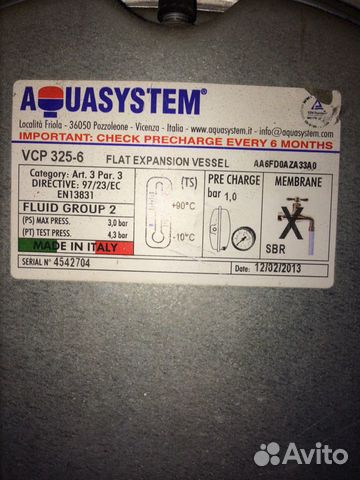 AQUASYSTEM®
Località Friola - 36050 Pozzoleone - Vicenza - Italia - www.aquasystem.it - info@aquasystem.it
IMPORTANT: CHECK PRECHARGE EVERY 6 MONTHS
VCP 325-6 FLAT EXPANSION VESSEL AA6FD0AZA33A0
Category: Art. 3 Par. 3
DIRECTIVE: 97/23/EC
EN13831
FLUID GROUP 2
(PS) MAX PRESS. 3,0 bar
(PT) TEST PRESS. 4,3 bar
MADE IN ITALY
SERIAL N° 4542704
(TS)
+90°C
-10°C
PRE CHARGE
bar 1,0
MEMBRANE
SBR
Date: 12/02/2013
Avito